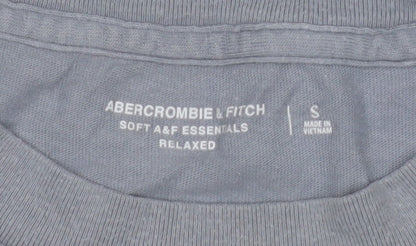 ABERCROMBIE & FITCH
SOFT A&F ESSENTIALS
RELAXED
S
MADE IN
VIETNAM